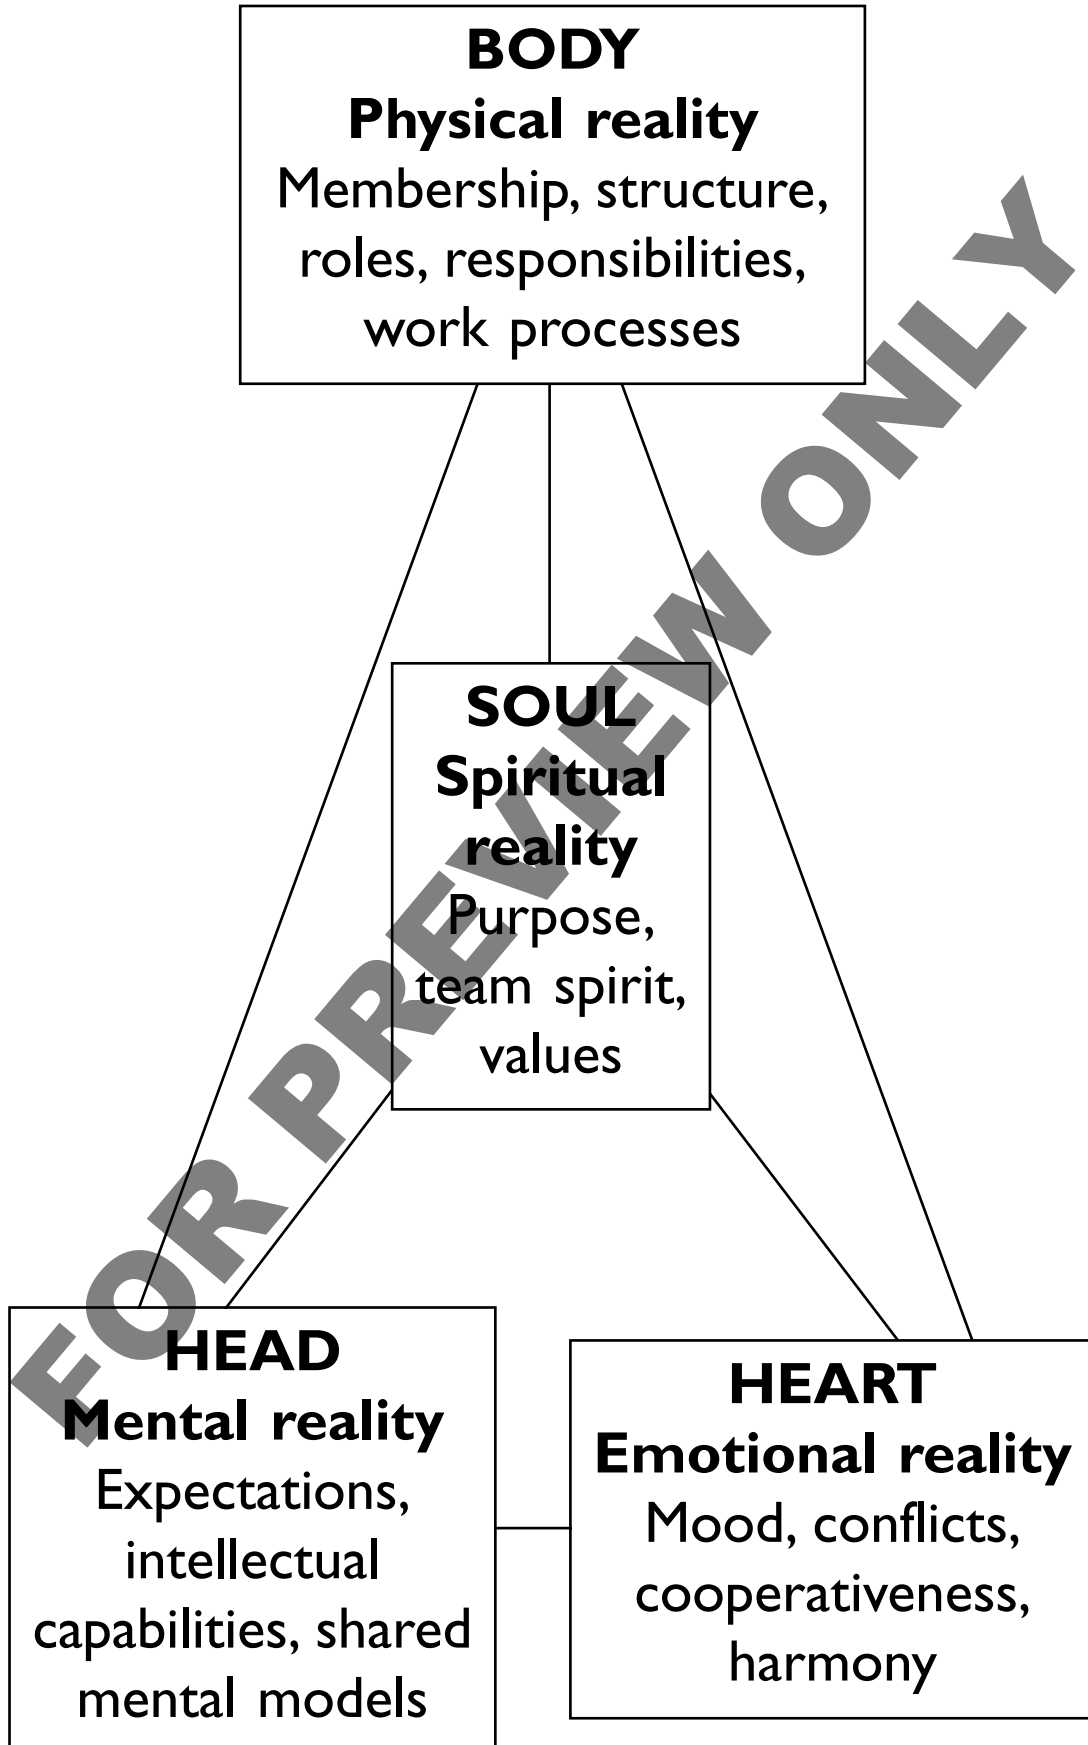 BODY
Physical reality
Membership, structure,
roles, responsibilities,
work processes
SOUL
Spiritual
reality
Purpose,
team spirit,
values
HEAD
Mental reality
Expectations,
intellectual
capabilities, shared
mental models
HEART
Emotional reality
Mood, conflicts,
cooperativeness,
harmony
FOR PREVIEW ONLY